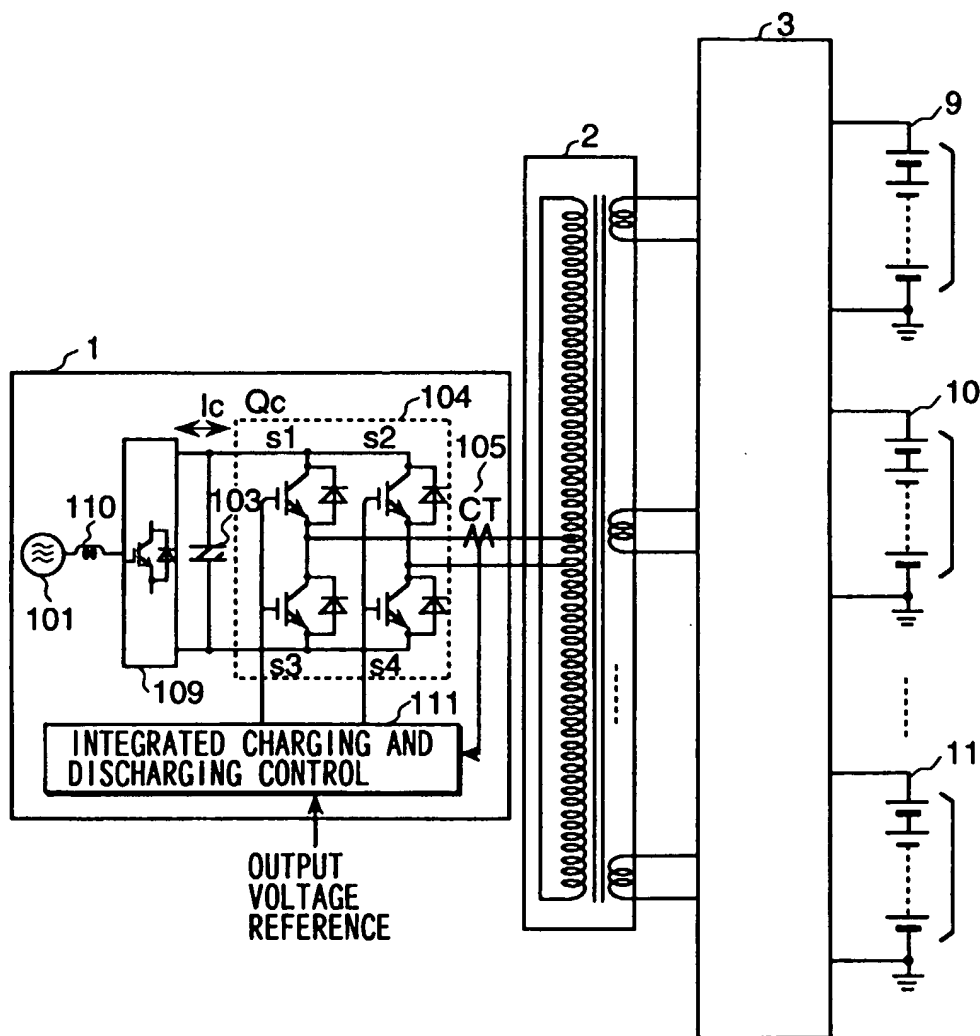 3
9
2
1
Ic
Qc
104
s1
s2
105
CT
10
110
103
101
s3
s4
109
111
INTEGRATED CHARGING AND
DISCHARGING CONTROL
11
OUTPUT
VOLTAGE
REFERENCE